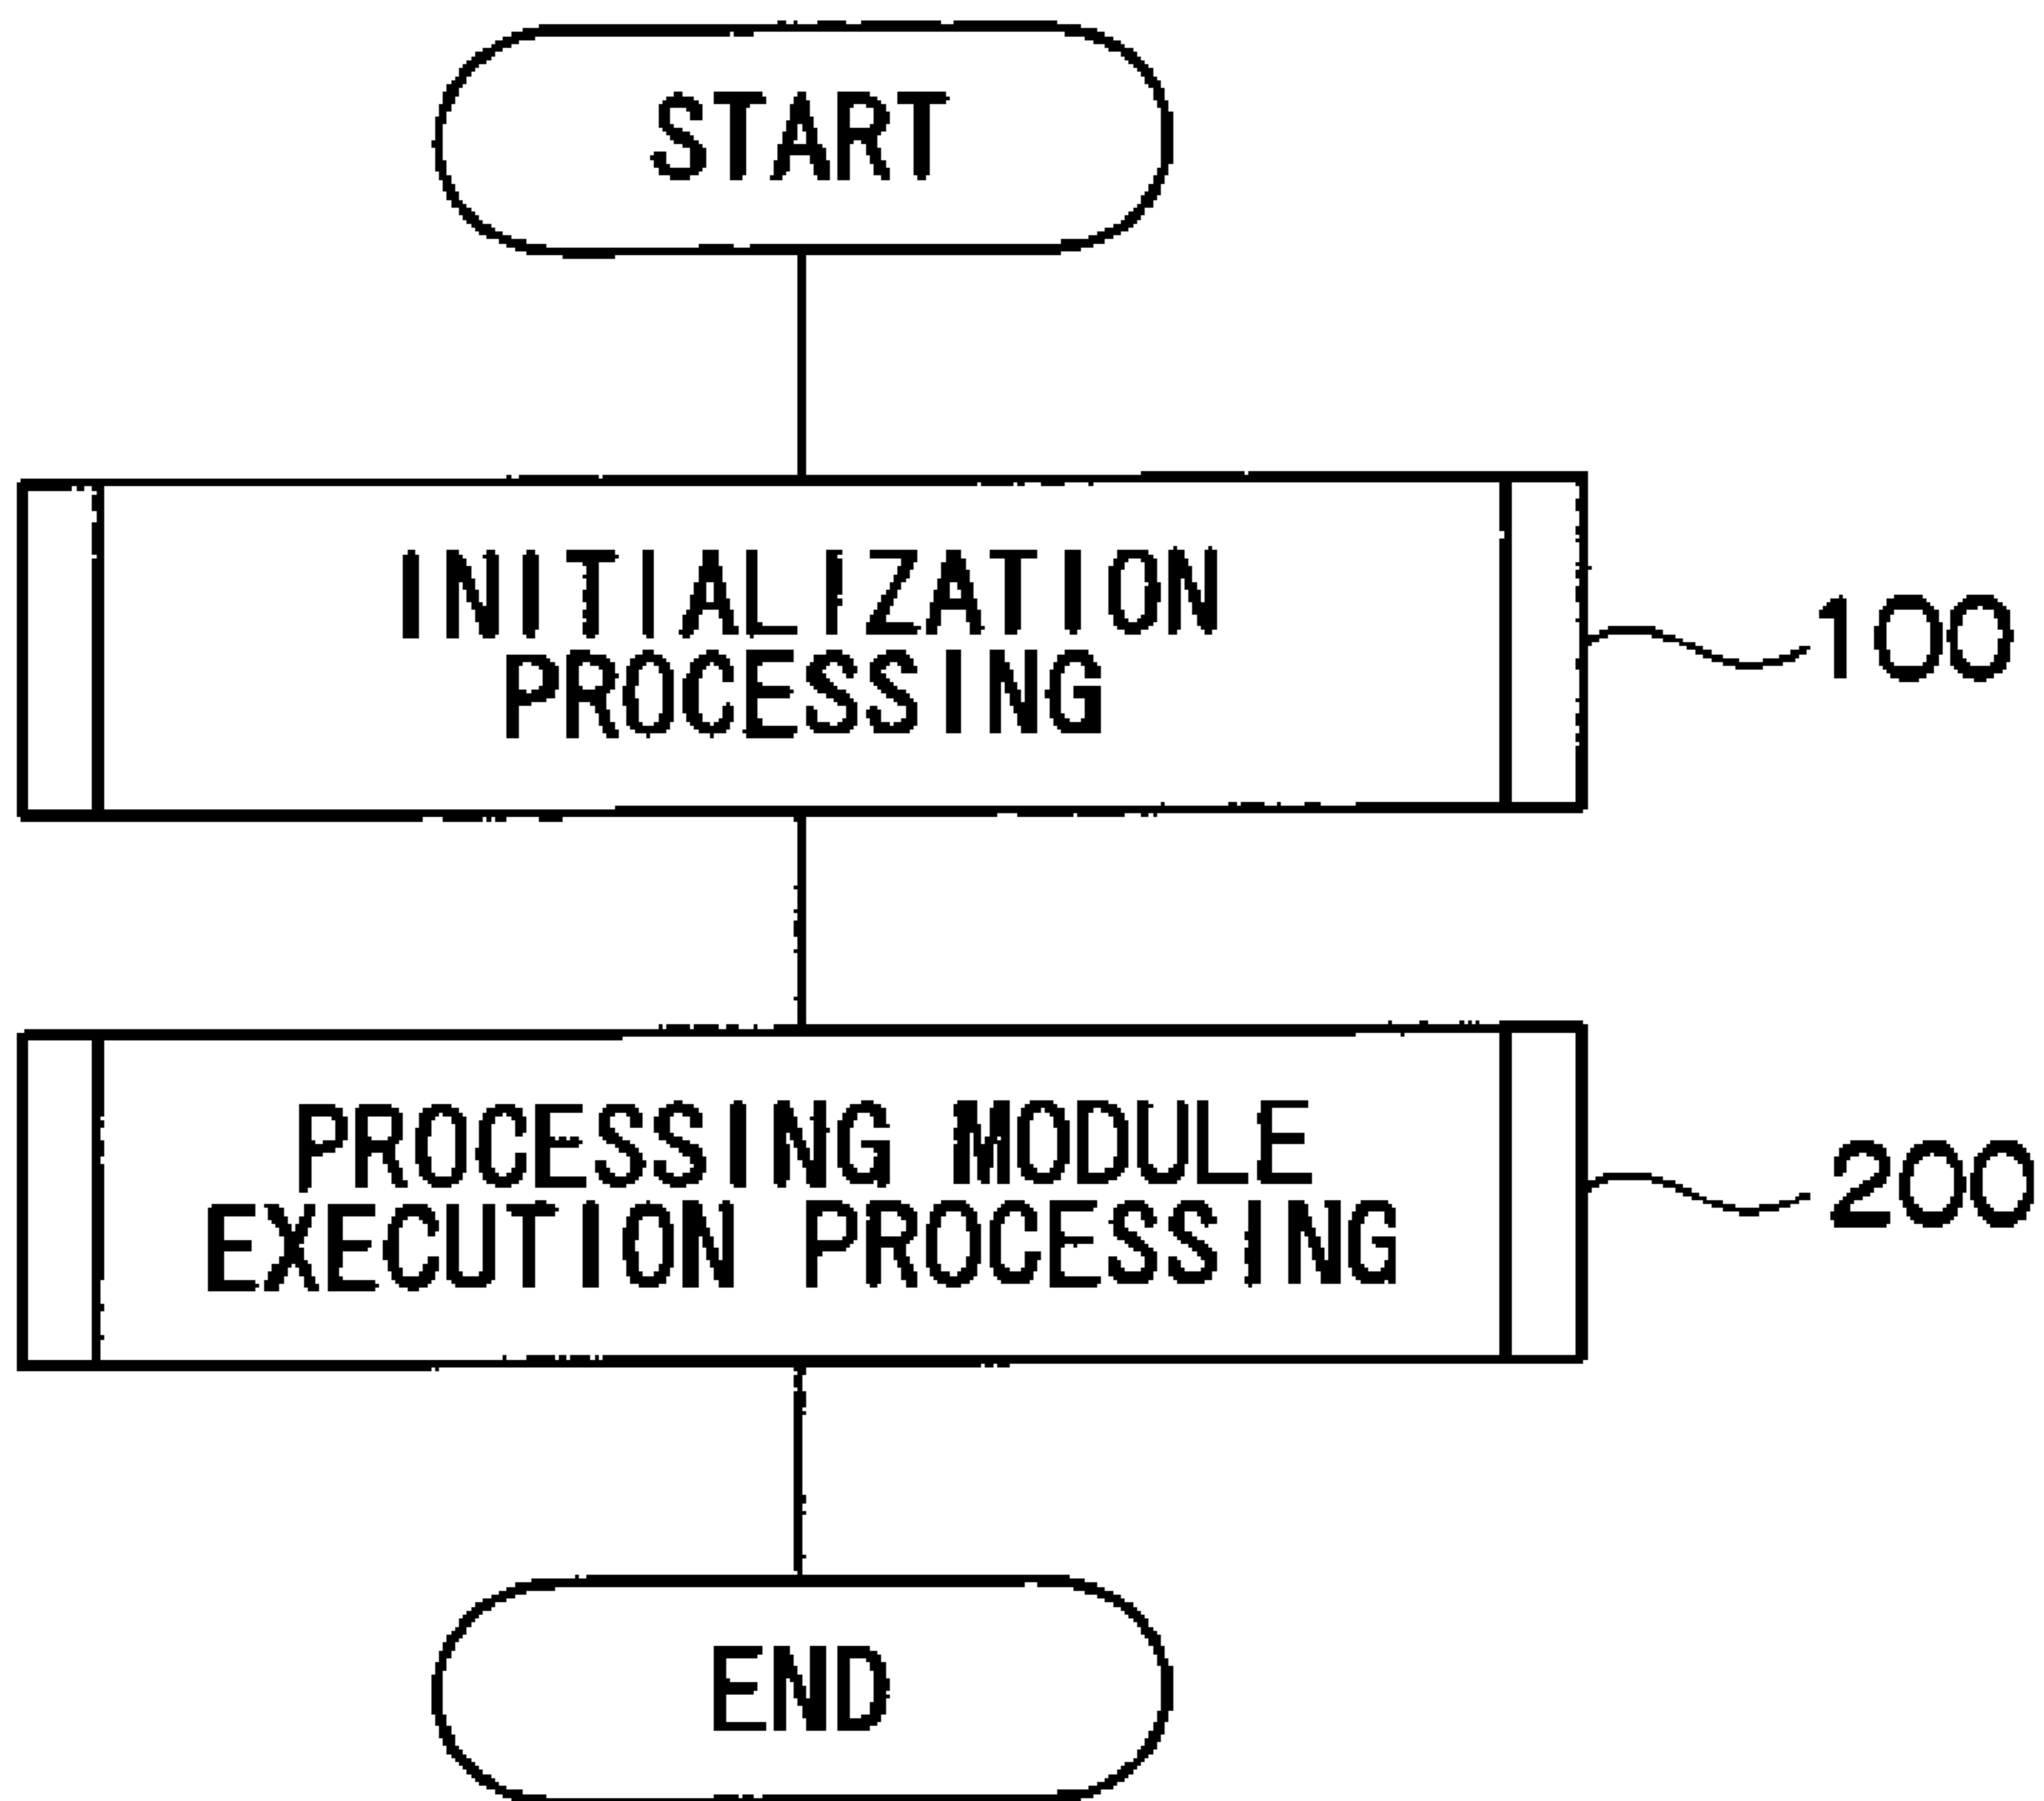 START
INITIALIZATION
PROCESSING
100
PROCESSING MODULE
EXECUTION PROCESSING
200
END